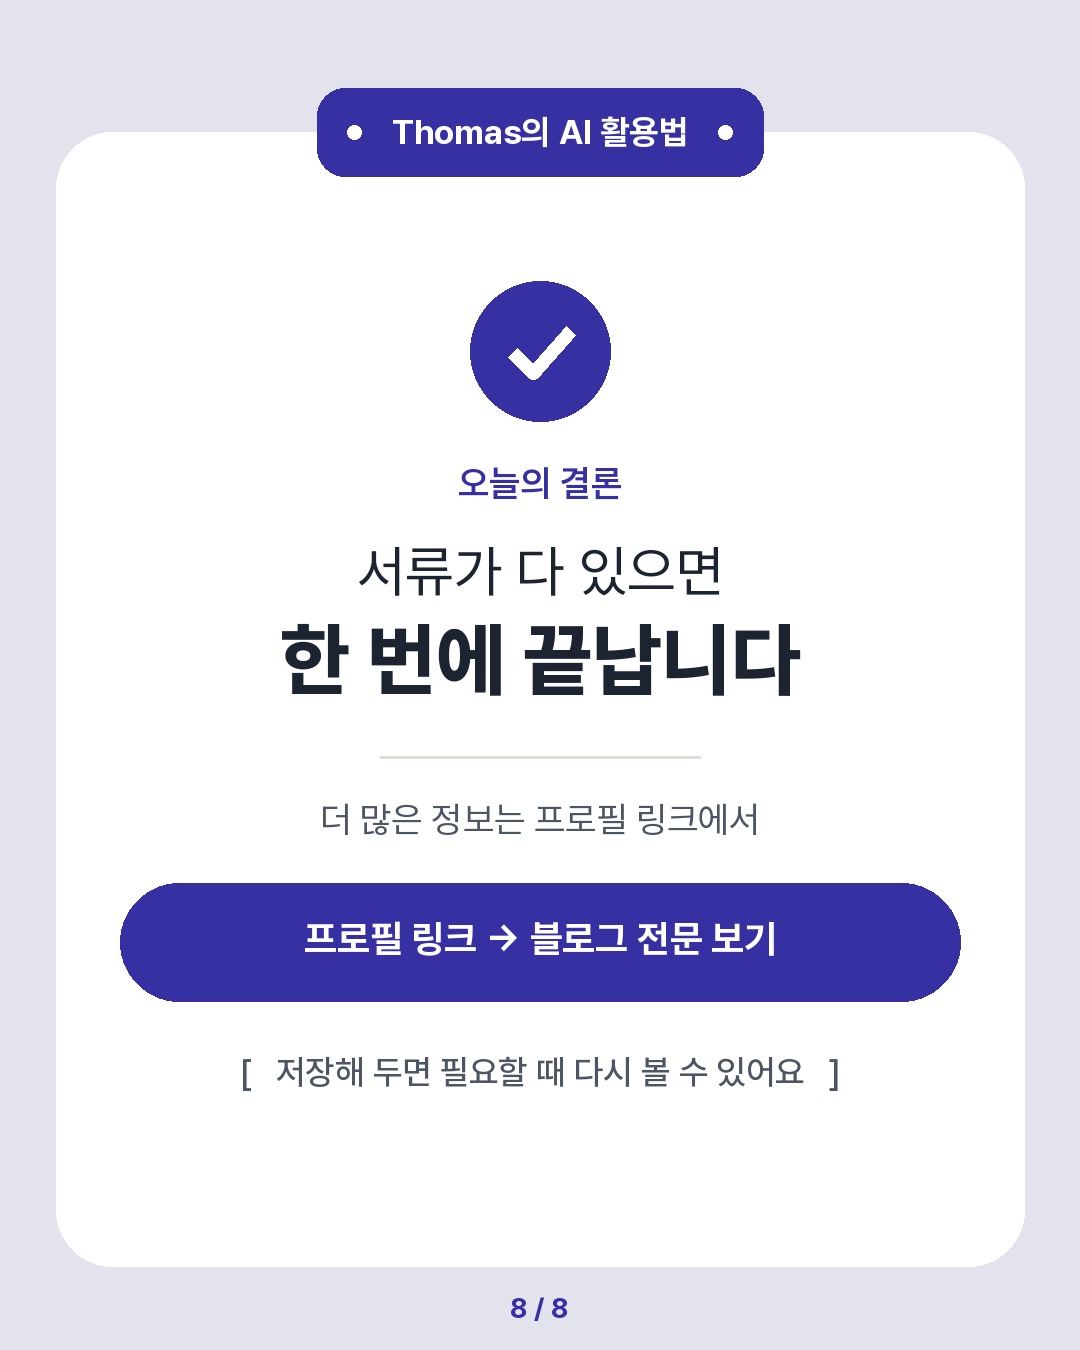 Thomas의 AI 활용법
오늘의 결론
서류가 다 있으면
한 번에 끝납니다
더 많은 정보는 프로필 링크에서
프로필 링크 → 블로그 전문 보기
[ 저장해 두면 필요할 때 다시 볼 수 있어요 ]
8 / 8